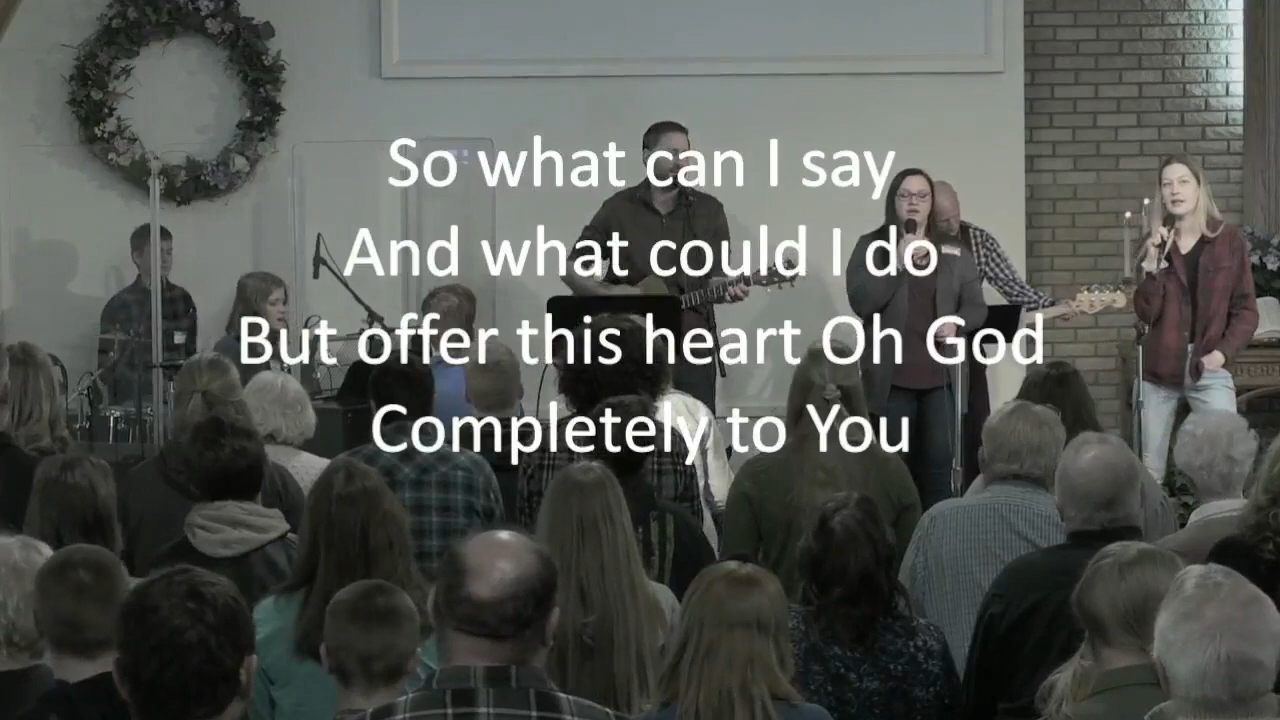 So what can I say
And what could I do
But offer this heart Oh God
Completely to You